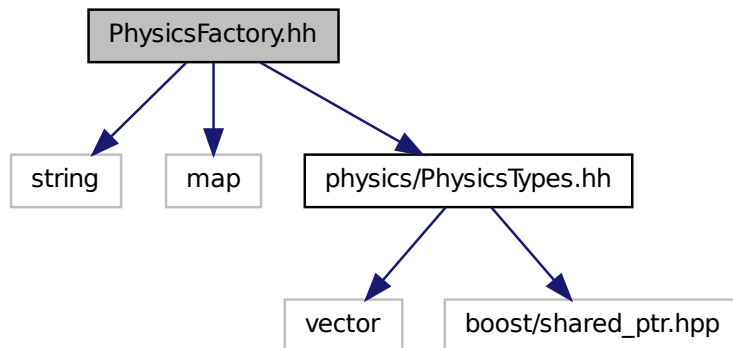 PhysicsFactory.hh
string
map
physics/PhysicsTypes.hh
vector
boost/shared_ptr.hpp